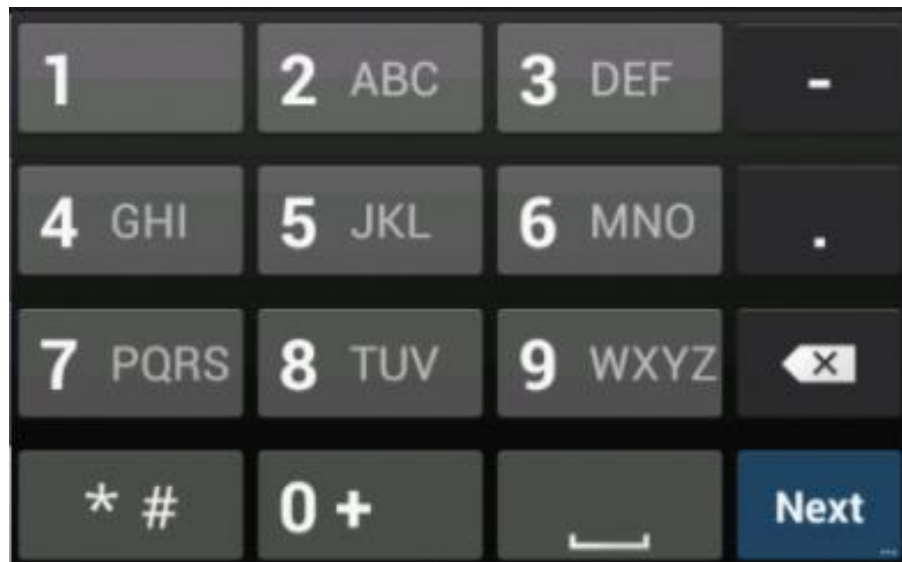 1 2 ABC 3 DEF -
4 GHI 5 JKL 6 MNO .
7 PQRS 8 TUV 9 WXYZ
* # 0 + Next